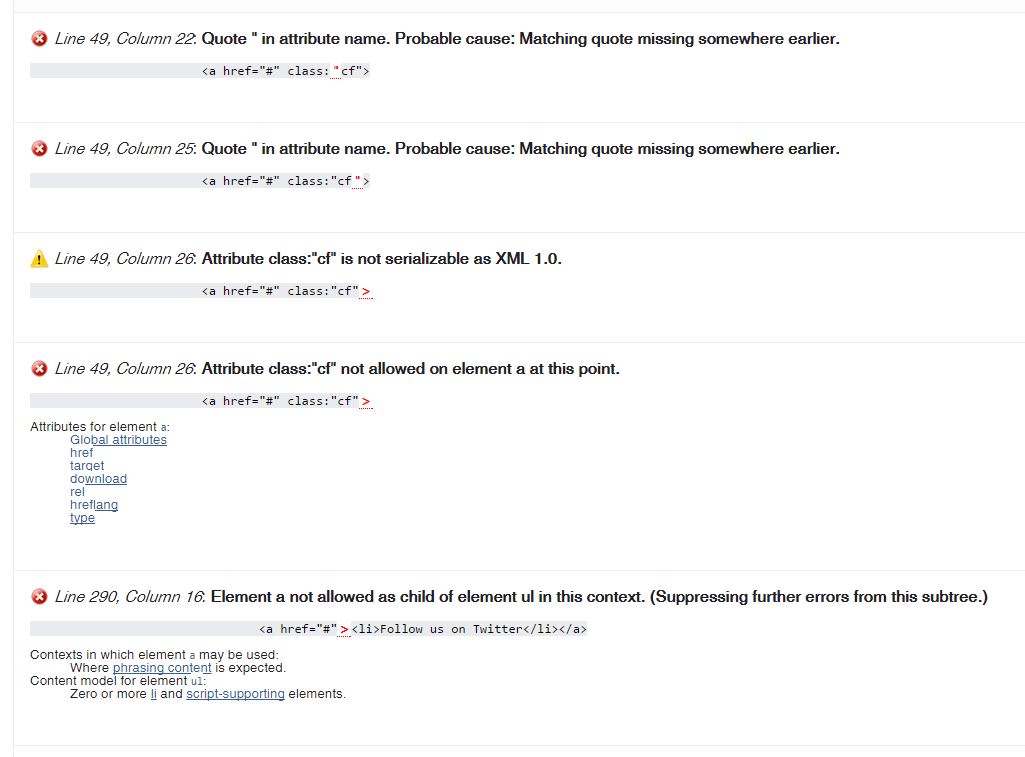 Line 49, Column 22: Quote " in attribute name. Probable cause: Matching quote missing somewhere earlier.
<a href="#" class:"cf">
Line 49, Column 25: Quote " in attribute name. Probable cause: Matching quote missing somewhere earlier.
<a href="#" class:"cf">
Line 49, Column 26: Attribute class:"cf" is not serializable as XML 1.0.
<a href="#" class:"cf">
Line 49, Column 26: Attribute class:"cf" not allowed on element a at this point.
<a href="#" class:"cf">
Attributes for element a:
Global attributes
href
target
download
rel
hreflang
type
Line 290, Column 16: Element a not allowed as child of element ul in this context. (Suppressing further errors from this subtree.)
<a href="#"><li>Follow us on Twitter</li></a>
Contexts in which element a may be used:
Where phrasing content is expected.
Content model for element ul:
Zero or more li and script-supporting elements.